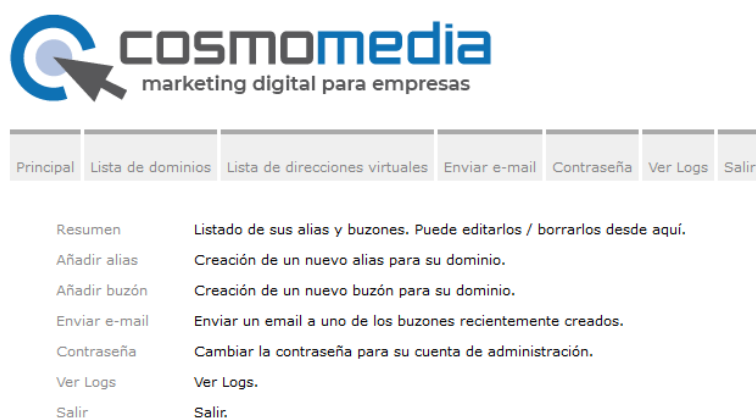 cosmomedia
marketing digital para empresas
Principal Lista de dominios Lista de direcciones virtuales Enviar e-mail Contraseña Ver Logs Salir
Resumen Listado de sus alias y buzones. Puede editarlos / borrarlos desde aquí.
Añadir alias Creación de un nuevo alias para su dominio.
Añadir buzón Creación de un nuevo buzón para su dominio.
Enviar e-mail Enviar un email a uno de los buzones recientemente creados.
Contraseña Cambiar la contraseña para su cuenta de administración.
Ver Logs Ver Logs.
Salir Salir.